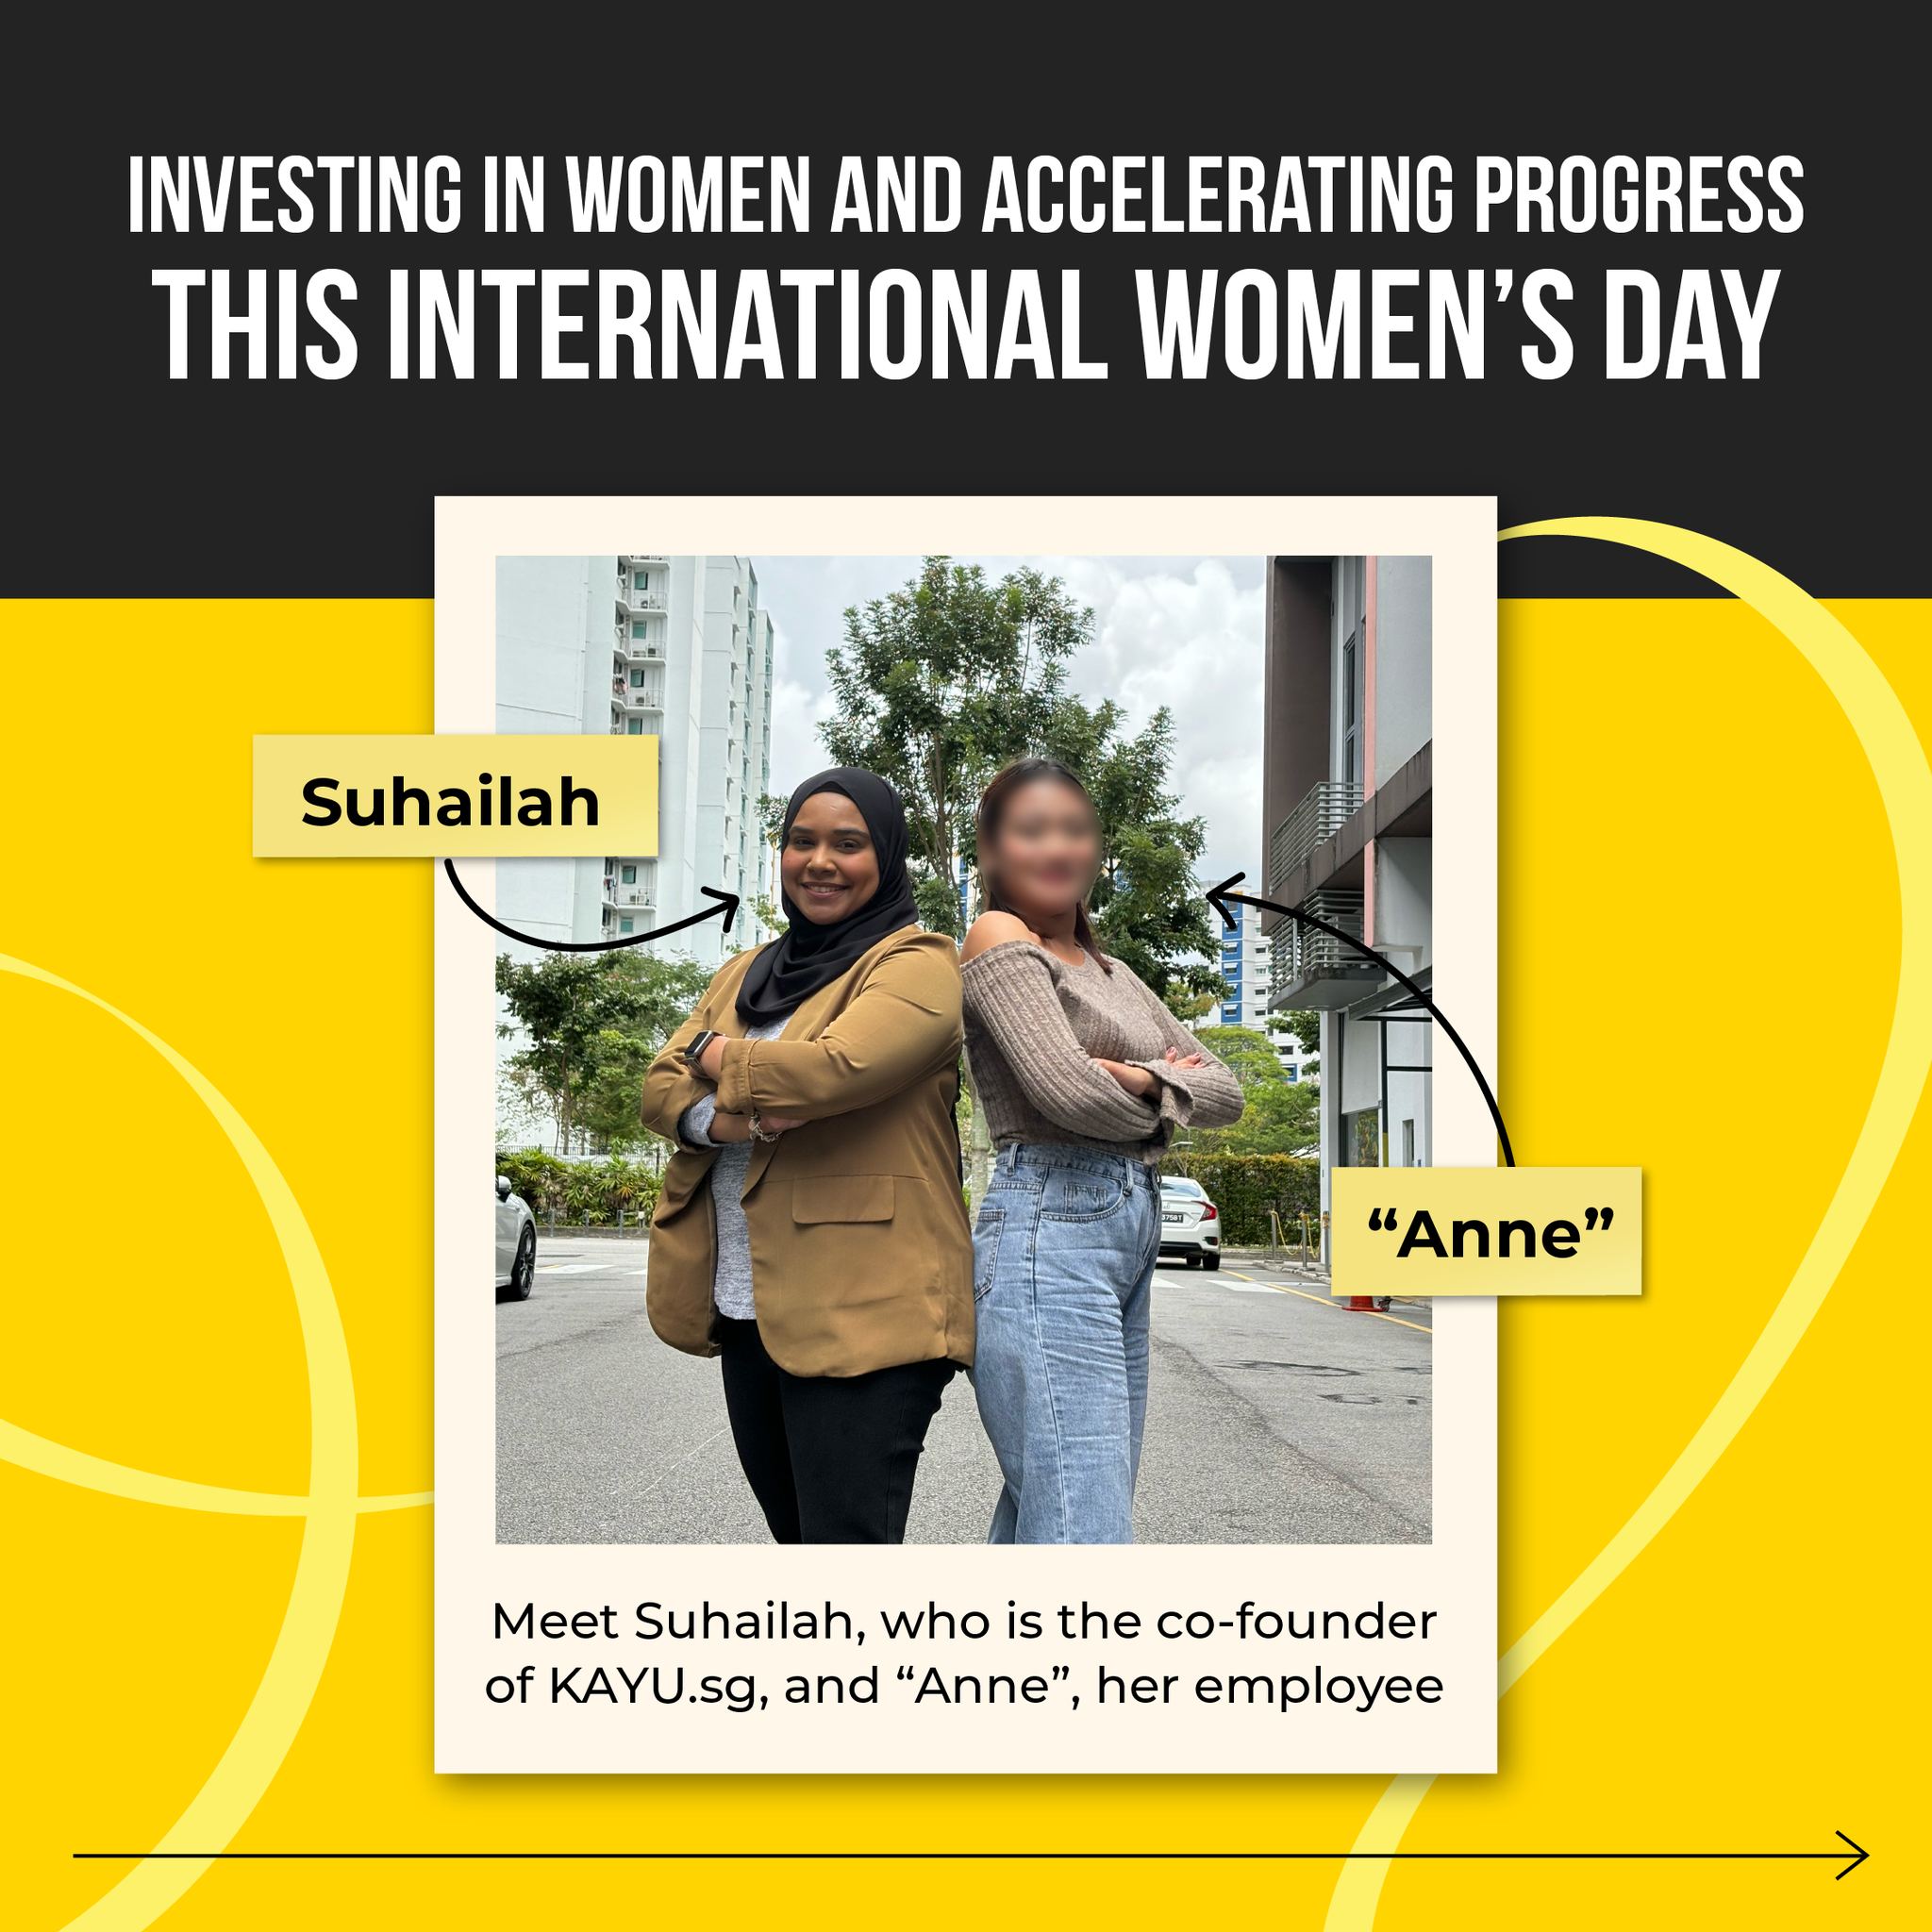 INVESTING IN WOMEN AND ACCELERATING PROGRESS
THIS INTERNATIONAL WOMEN’S DAY
Suhailah
“Anne”
Meet Suhailah, who is the co-founder
of KAYU.sg, and “Anne”, her employee